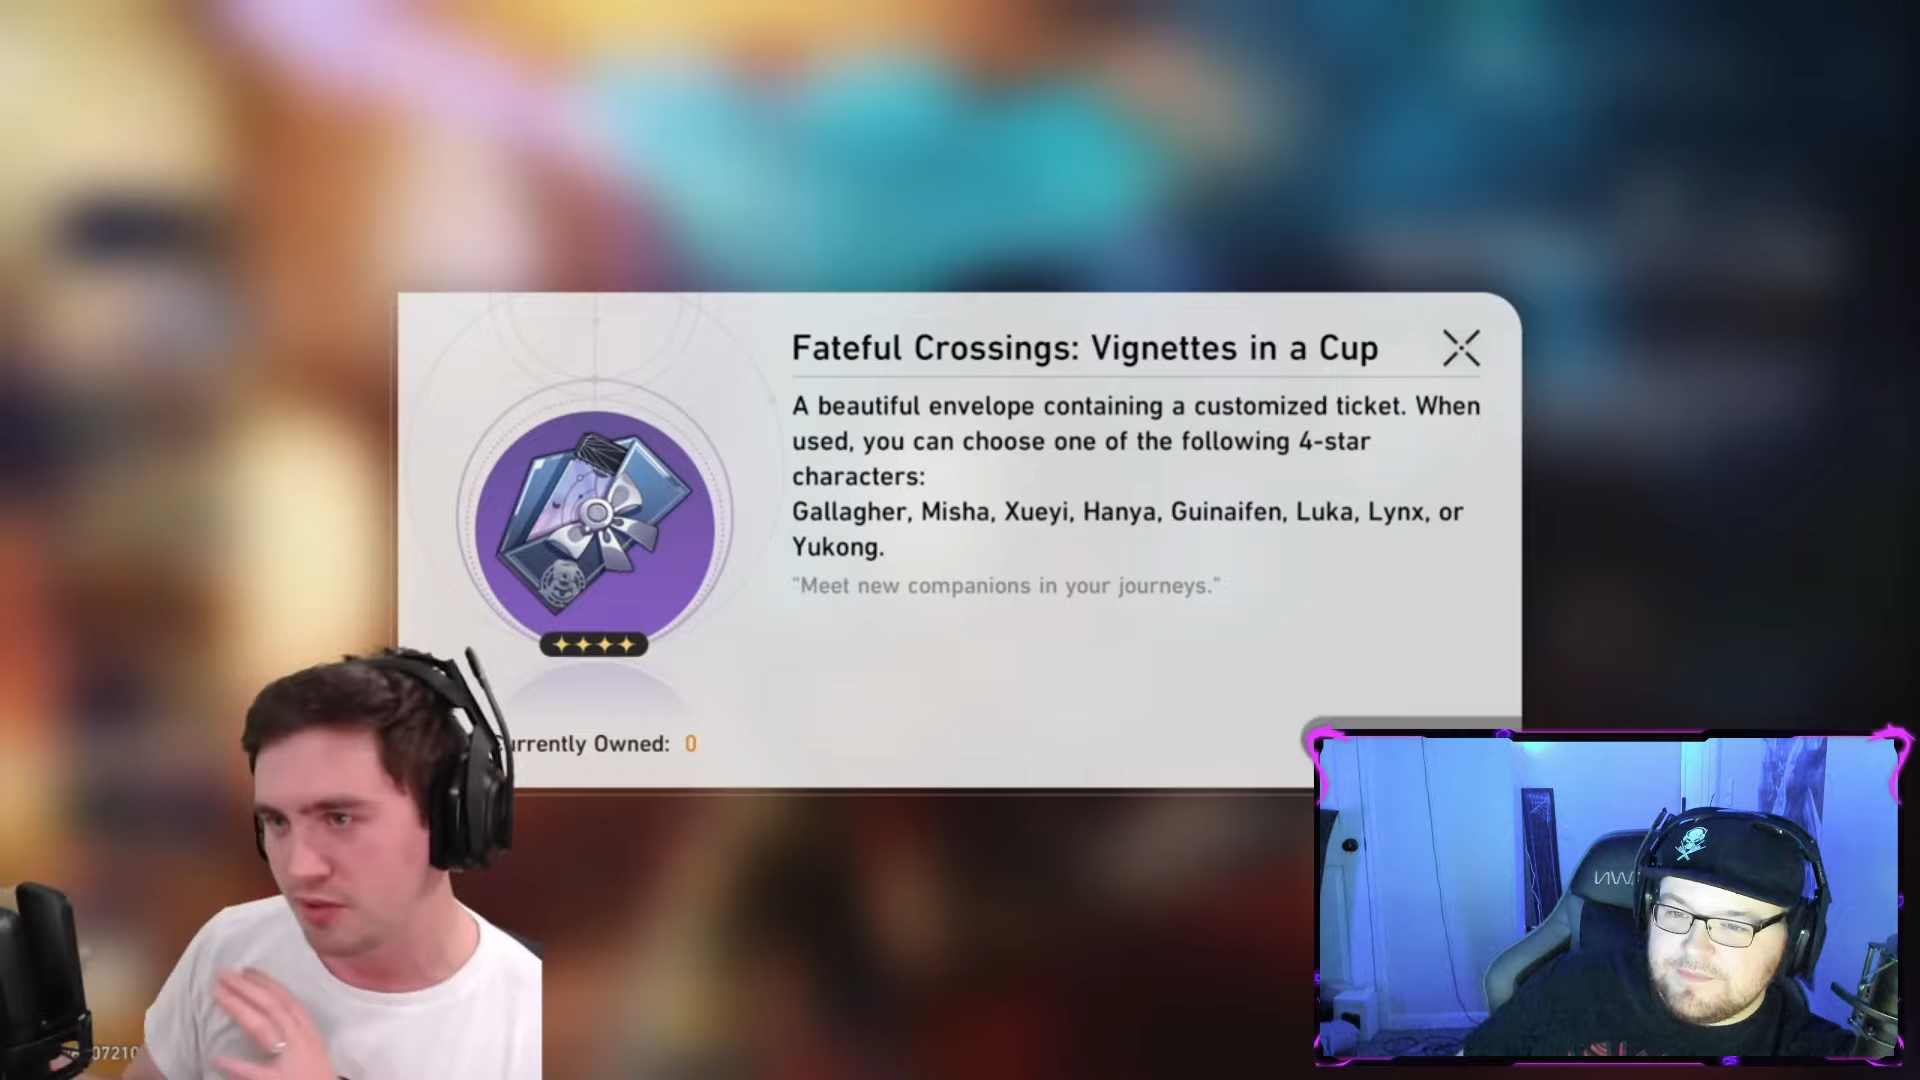 Fateful Crossings: Vignettes in a Cup
A beautiful envelope containing a customized ticket. When
used, you can choose one of the following 4-star
characters:
Gallagher, Misha, Xueyi, Hanya, Guinaifen, Luka, Lynx, or
Yukong.
"Meet new companions in your journeys."
urrently Owned: 0
07210